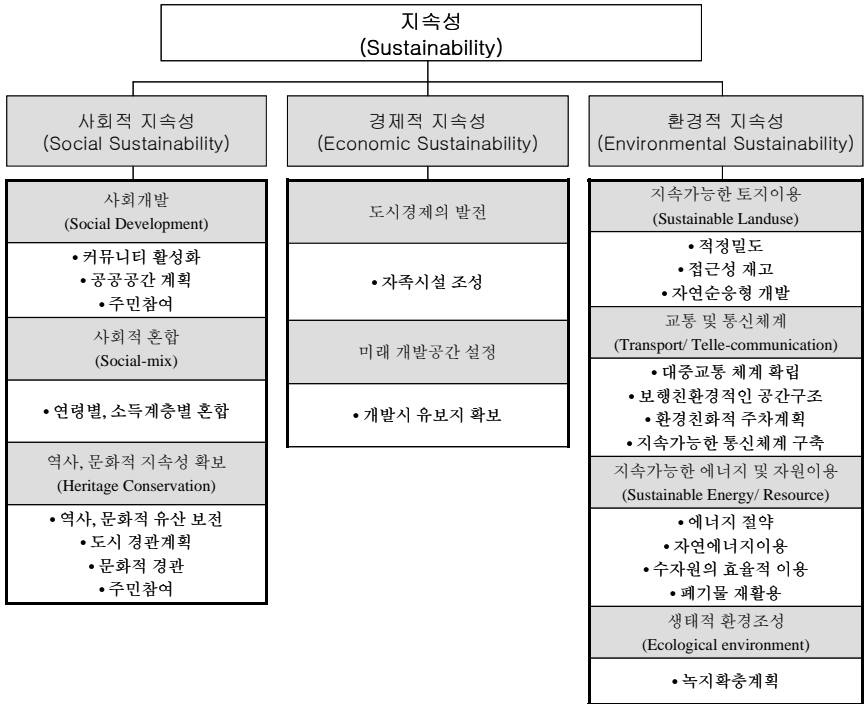 지속성
(Sustainability)
사회적 지속성
(Social Sustainability)
사회개발
(Social Development)
• 커뮤니티 활성화
• 공공공간 계획
• 주민참여
사회적 혼합
(Social-mix)
• 연령별, 소득계층별 혼합
역사, 문화적 지속성 확보
(Heritage Conservation)
• 역사, 문화적 유산 보전
• 도시 경관계획
• 문화적 경관
• 주민참여
경제적 지속성
(Economic Sustainability)
도시경제의 발전
• 자족시설 조성
미래 개발공간 설정
• 개발시 유보지 확보
환경적 지속성
(Environmental Sustainability)
지속가능한 토지이용
(Sustainable Landuse)
• 적정밀도
• 접근성 재고
• 자연순응형 개발
교통 및 통신체계
(Transport/ Telle-communication)
• 대중교통 체계 확립
• 보행친환경적인 공간구조
• 환경친화적 주차계획
• 지속가능한 통신체계 구축
지속가능한 에너지 및 자원이용
(Sustainable Energy/ Resource)
• 에너지 절약
• 자연에너지이용
• 수자원의 효율적 이용
• 폐기물 재활용
생태적 환경조성
(Ecological environment)
• 녹지확충계획